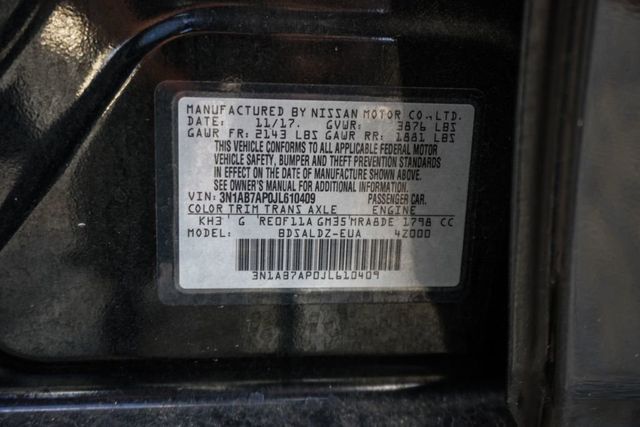 MANUFACTURED BY NISSAN MOTOR CO.,LTD.
DATE: 11/17. GVWR: 3876 LBS
GAWR FR: 2143 LBS GAWR RR: 1881 LBS
THIS VEHICLE CONFORMS TO ALL APPLICABLE FEDERAL MOTOR
VEHICLE SAFETY, BUMPER AND THEFT PREVENTION STANDARDS
IN EFFECT ON THE DATE OF MANUFACTURE SHOWN ABOVE.
SEE OWNER'S MANUAL FOR ADDITIONAL INFORMATION.
VIN: 3N1AB7AP0JL610409 PASSENGER CAR.
COLOR TRIM TRANS AXLE ENGINE
KH3 G RE0F11A GM35 MRA8DE 1798 CC
MODEL: BDSALDZ-EUA 4Z000
3N1AB7AP0JL610409